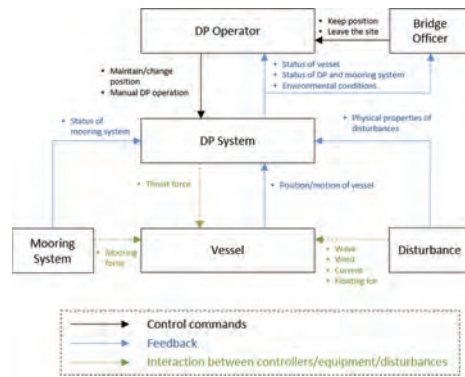 DP Operator
• Keep position
• Leave the site
Bridge
Officer
• Maintain/change
position
• Manual DP operation
• Status of vessel
• Status of DP and mooring system
• Environmental conditions
• Status of
mooring system
DP System
• Physical properties of
disturbances
• Thrust force
• Position/motion of vessel
Mooring
System
• Mooring
force
Vessel
• Wave
• Wind
• Current
• Floating ice
Disturbance
Control commands
Feedback
Interaction between controllers/equipment/disturbances